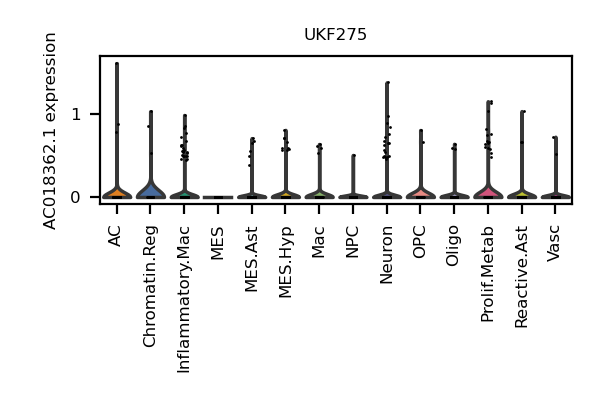 UKF275
AC018362.1 expression
1
0
AC
Chromatin.Reg
Inflammatory.Mac
MES
MES.Ast
MES.Hyp
Mac
NPC
Neuron
OPC
Oligo
Prolif.Metab
Reactive.Ast
Vasc